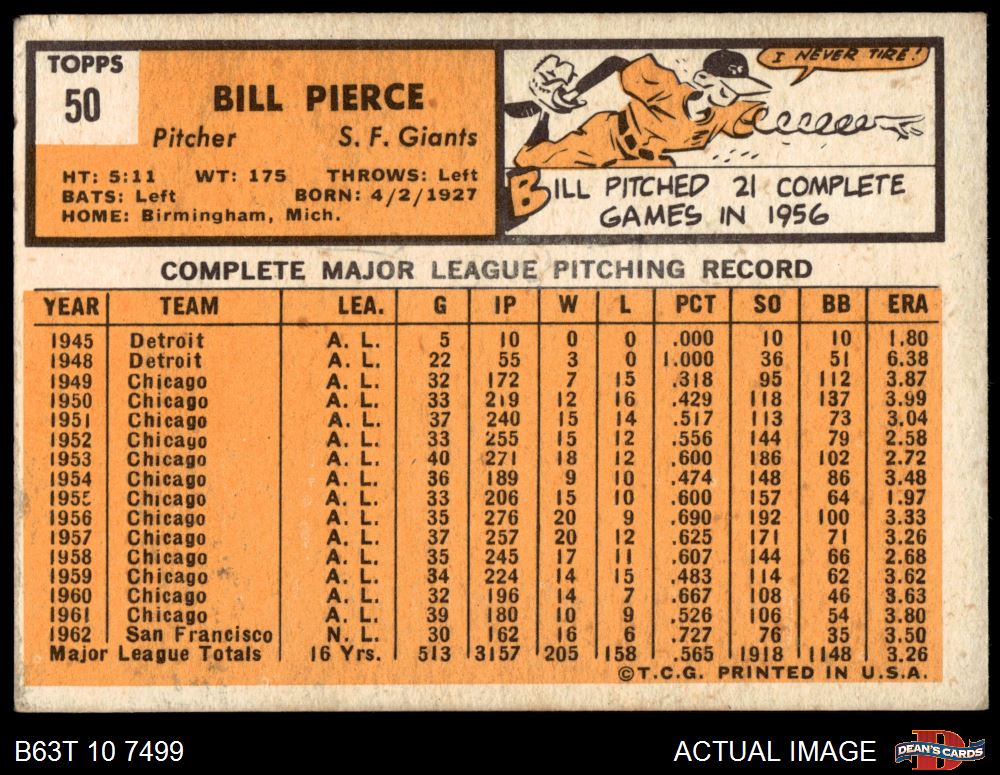 TOPPS
50
BILL PIERCE
Pitcher S. F. Giants
HT: 5:11 WT: 175 THROWS: Left
BATS: Left BORN: 4/2/1927
HOME: Birmingham, Mich.
I NEVER TIRE!
BILL PITCHED 21 COMPLETE
GAMES IN 1956
COMPLETE MAJOR LEAGUE PITCHING RECORD
YEAR TEAM LEA. G IP W L PCT SO BB ERA
1945 Detroit A. L. 5 10 0 0 .000 10 10 1.80
1948 Detroit A. L. 22 55 3 0 1.000 36 51 6.38
1949 Chicago A. L. 32 172 7 15 .318 95 112 3.87
1950 Chicago A. L. 33 219 12 16 .429 118 137 3.99
1951 Chicago A. L. 37 240 15 14 .517 113 73 3.04
1952 Chicago A. L. 33 255 15 12 .556 144 79 2.58
1953 Chicago A. L. 40 271 18 12 .600 186 102 2.72
1954 Chicago A. L. 36 189 9 10 .474 148 86 3.48
1955 Chicago A. L. 33 206 15 10 .600 157 64 1.97
1956 Chicago A. L. 35 276 20 9 .690 192 100 3.33
1957 Chicago A. L. 37 257 20 12 .625 171 71 3.26
1958 Chicago A. L. 35 245 17 11 .607 144 66 2.68
1959 Chicago A. L. 34 224 14 15 .483 114 62 3.62
1960 Chicago A. L. 32 196 14 7 .667 108 46 3.63
1961 Chicago A. L. 39 180 10 9 .526 106 54 3.80
1962 San Francisco N. L. 30 162 16 6 .727 76 35 3.50
Major League Totals 16 Yrs. 513 3157 205 158 .565 1918 1148 3.26
©T.C.G. PRINTED IN U.S.A.
B63T 10 7499
ACTUAL IMAGE
DEAN'S CARDS